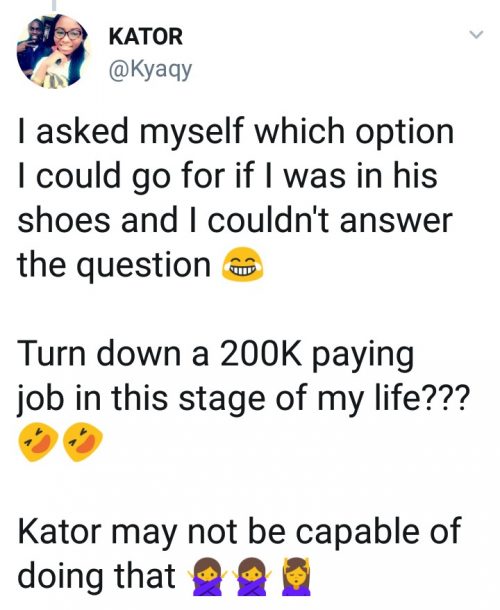 KATOR
@Kyaqy
I asked myself which option
I could go for if I was in his
shoes and I couldn't answer
the question 😂
Turn down a 200K paying
job in this stage of my life???
🤣🤣
Kator may not be capable of
doing that 🙅‍♀️🙅‍♀️💆‍♀️